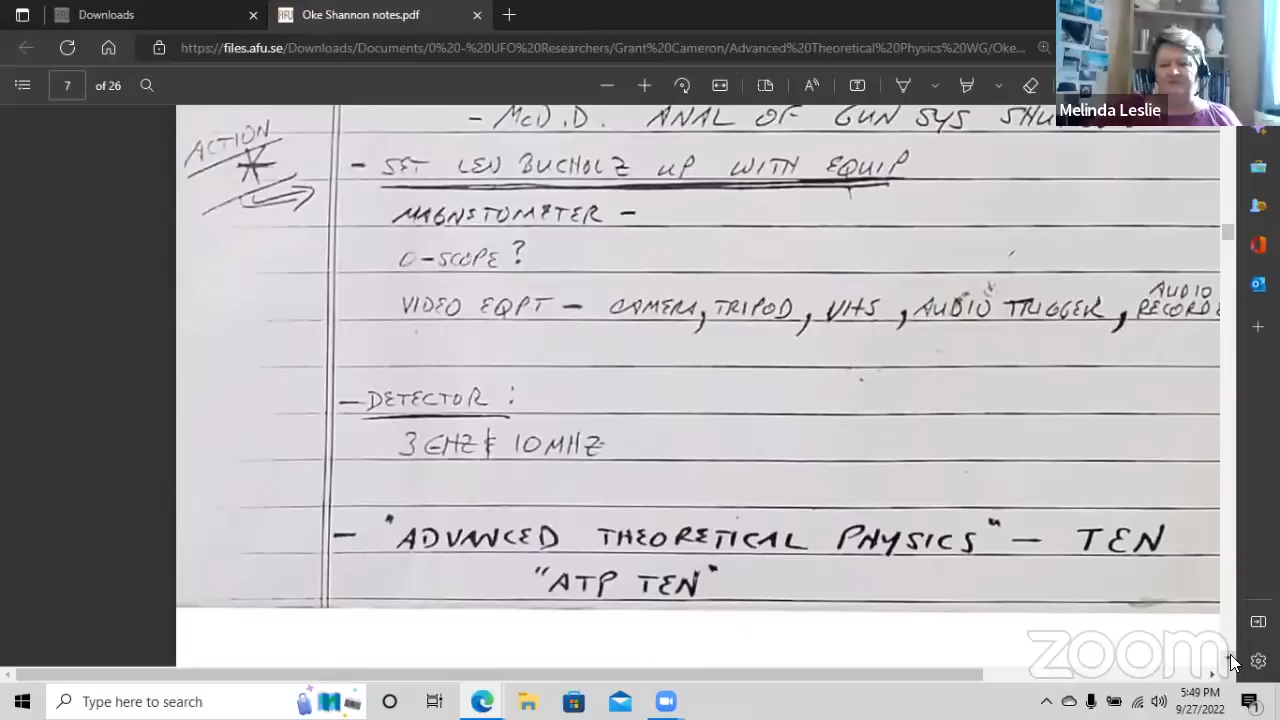 Downloads
Oke Shannon notes.pdf
https://files.afu.se/Downloads/Documents/0%20-%20UFO%20Researchers/Grant%20Cameron/Advanced%20Theoretical%20Physics%20WG/Oke...
7 of 26
Melinda Leslie
- McD.D. ANAL OF GUN SYS
ACTION
- SET LEN BUCHOLZ UP WITH EQUIP
MAGNETOMETER -
O-SCOPE ?
VIDEO EQPT - CAMERA, TRIPOD, VHS, AUDIO TRIGGER, AUDIO
- DETECTOR :
3 GHZ & 10 MHZ
- "ADVANCED THEORETICAL PHYSICS" - TEN
"ATP TEN"
zoom
Type here to search
5:49 PM
9/27/2022